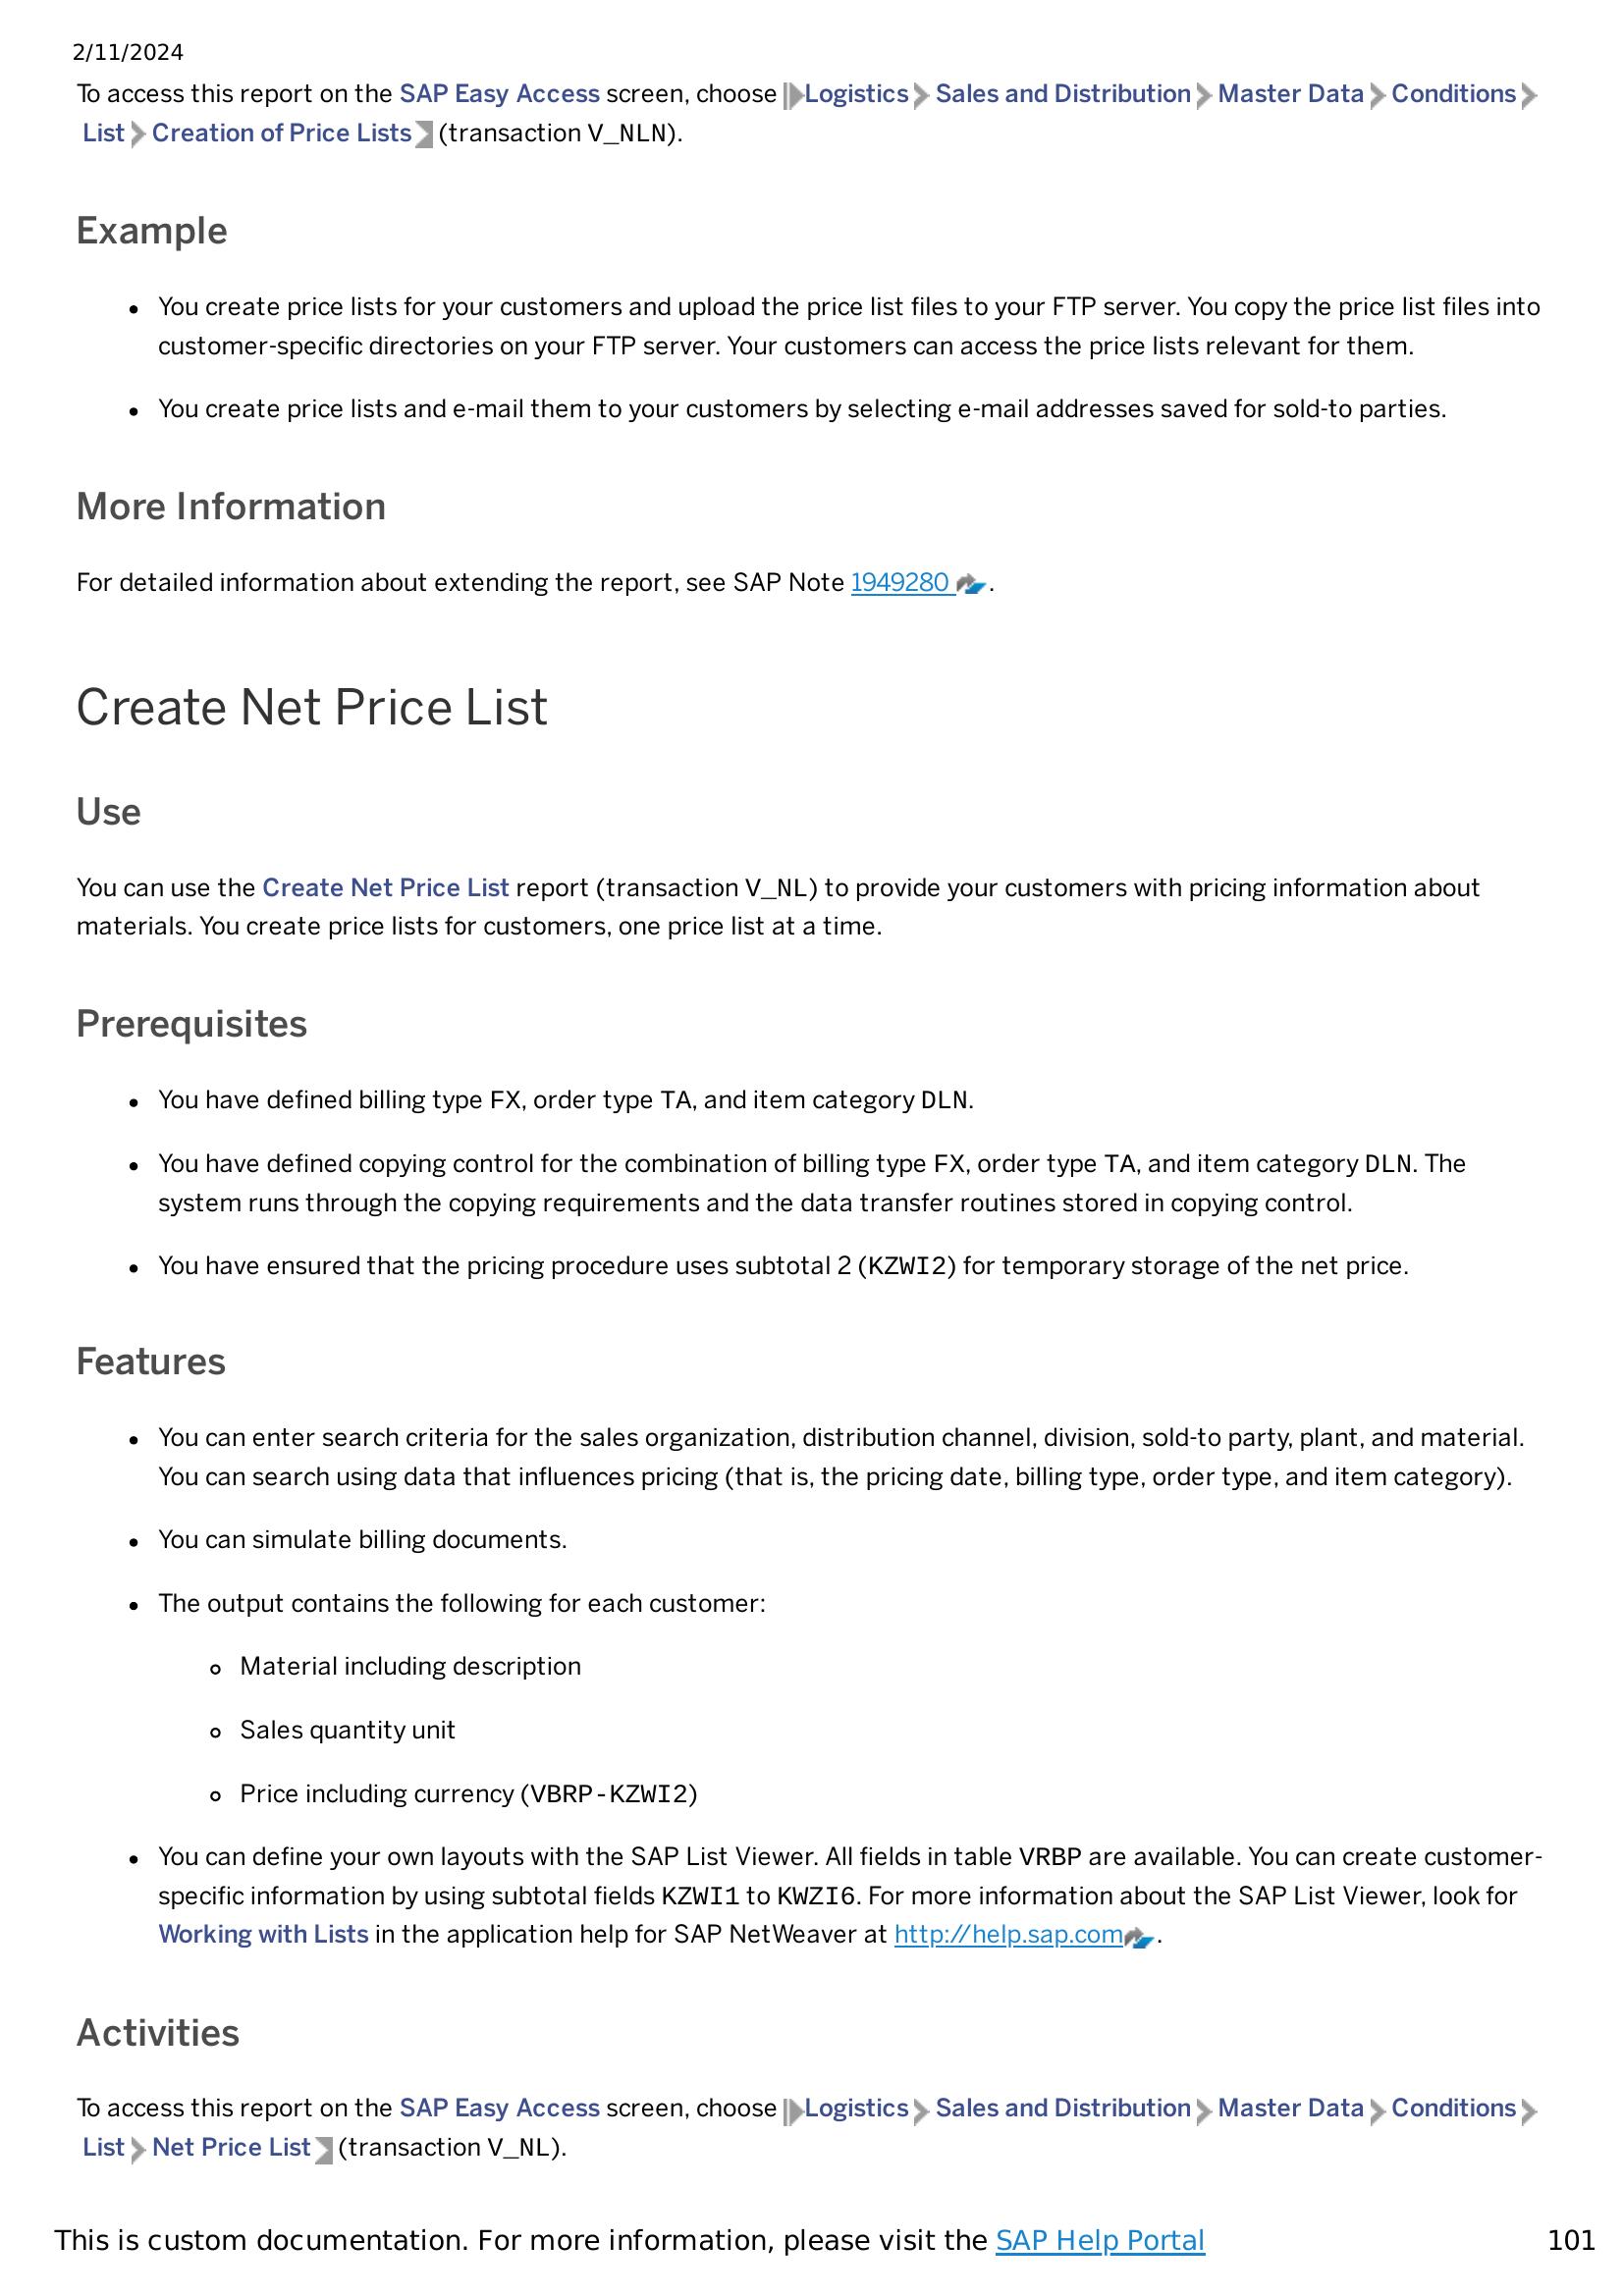 2/11/2024
To access this report on the SAP Easy Access screen, choose Logistics Sales and Distribution Master Data Conditions
List Creation of Price Lists (transaction V_NLN).
Example
• You create price lists for your customers and upload the price list files to your FTP server. You copy the price list files into
customer-specific directories on your FTP server. Your customers can access the price lists relevant for them.
• You create price lists and e-mail them to your customers by selecting e-mail addresses saved for sold-to parties.
More Information
For detailed information about extending the report, see SAP Note 1949280 .
Create Net Price List
Use
You can use the Create Net Price List report (transaction V_NL) to provide your customers with pricing information about
materials. You create price lists for customers, one price list at a time.
Prerequisites
• You have defined billing type FX, order type TA, and item category DLN.
• You have defined copying control for the combination of billing type FX, order type TA, and item category DLN. The
system runs through the copying requirements and the data transfer routines stored in copying control.
• You have ensured that the pricing procedure uses subtotal 2 (KZWI2) for temporary storage of the net price.
Features
• You can enter search criteria for the sales organization, distribution channel, division, sold-to party, plant, and material.
You can search using data that influences pricing (that is, the pricing date, billing type, order type, and item category).
• You can simulate billing documents.
• The output contains the following for each customer:
◦ Material including description
◦ Sales quantity unit
◦ Price including currency (VBRP-KZWI2)
• You can define your own layouts with the SAP List Viewer. All fields in table VRBP are available. You can create customer-
specific information by using subtotal fields KZWI1 to KWZI6. For more information about the SAP List Viewer, look for
Working with Lists in the application help for SAP NetWeaver at http://help.sap.com .
Activities
To access this report on the SAP Easy Access screen, choose Logistics Sales and Distribution Master Data Conditions
List Net Price List (transaction V_NL).
This is custom documentation. For more information, please visit the SAP Help Portal 101